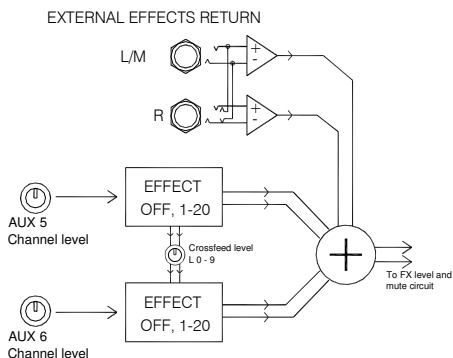 EXTERNAL EFFECTS RETURN
L/M
+
-
R
+
-
EFFECT
OFF, 1-20
AUX 5
Channel level
Crossfeed level
L 0 - 9
+
To FX level and
mute circuit
EFFECT
OFF, 1-20
AUX 6
Channel level